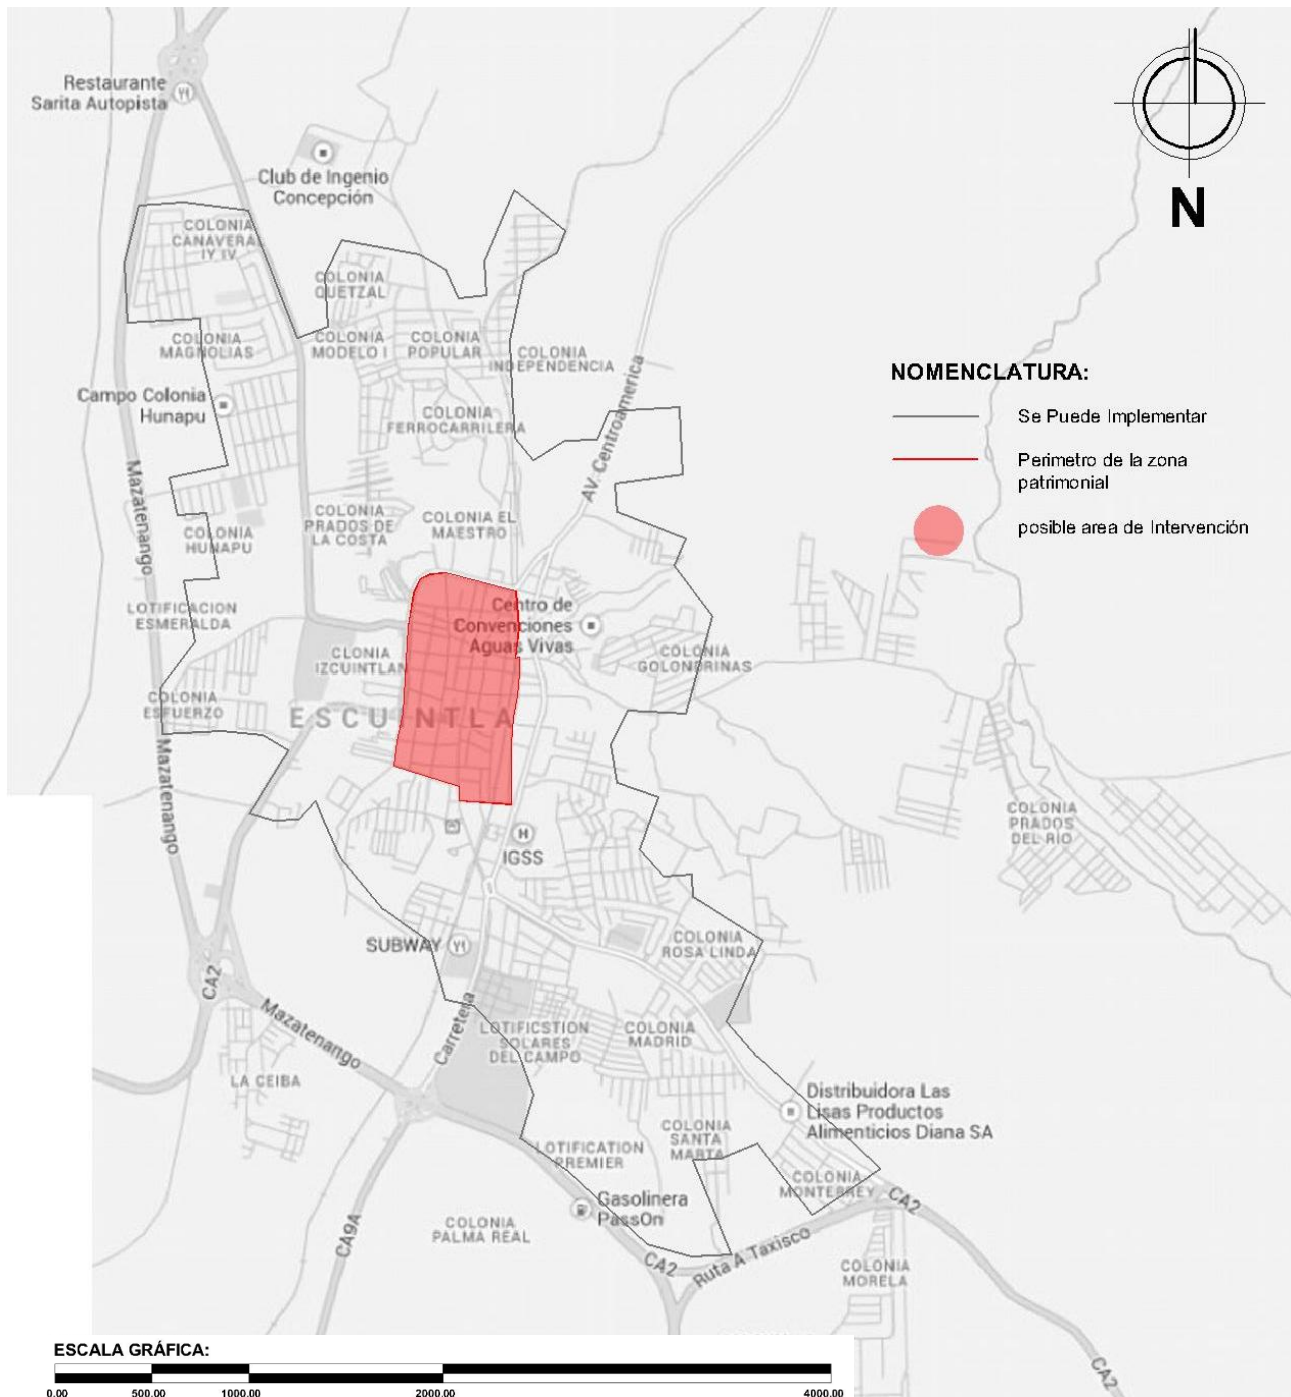 Restaurante
Sarita Autopista
Club de Ingenio
Concepción
N
COLONIA
CANAVERAL
IY IV
COLONIA
QUETZAL
COLONIA
MAGNOLIAS
COLONIA
MODELO I
COLONIA
POPULAR
COLONIA
INDEPENDENCIA
NOMENCLATURA:
Se Puede Implementar
Perimetro de la zona
patrimonial
posible area de Intervención
Campo Colonia
Hunapu
COLONIA
FERROCARRILERA
AV. Centroamerica
Mazatenango
COLONIA
PRADOS DE
LA COSTA
COLONIA EL
MAESTRO
COLONIA
HUNAPU
LOTIFICACION
ESMERALDA
Centro de
Convenciones
Aguas Vivas
CLONIA
IZCUINTLAN
COLONIA
GOLONDRINAS
COLONIA
ESFUERZO
ESCUINTLA
Mazatenango
COLONIA
PRADOS
DEL RIO
H
IGSS
SUBWAY
COLONIA
ROSA LINDA
CA2
Mazatenango
Carretera
LOTIFICSTION
SOLARES
DEL CAMPO
COLONIA
MADRID
LA CEIBA
Distribuidora Las
Lisas Productos
Alimenticios Diana SA
COLONIA
SANTA
MARTA
LOTIFICATION
PREMIER
COLONIA
MONTERREY
Gasolinera
PassOn
CA2
COLONIA
PALMA REAL
CA9A
CA2
Ruta A Taxisco
COLONIA
MORELA
CA2
ESCALA GRÁFICA:
0.00 500.00 1000.00 2000.00 4000.00